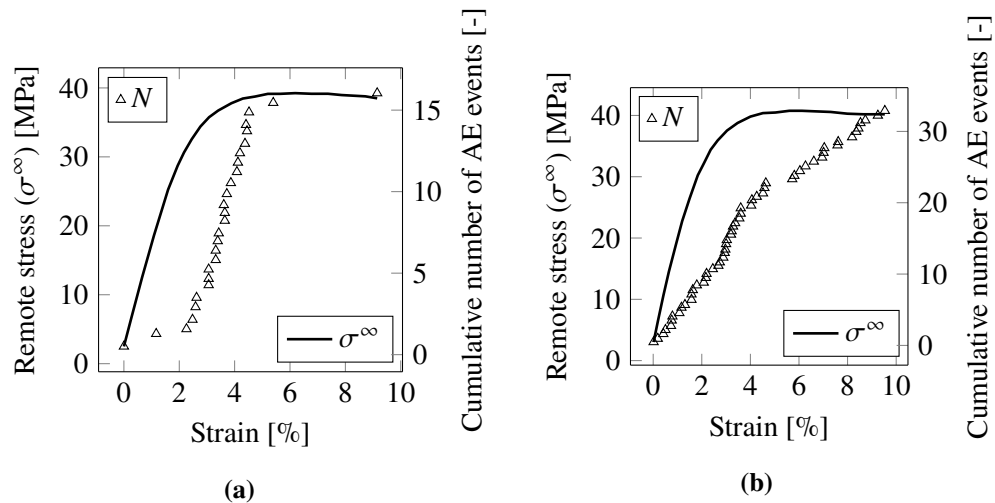 Remote stress (σ∞) [MPa]
40
30
20
10
0
N
σ∞
15
10
5
0
Cumulative number of AE events [-]
0 2 4 6 8 10
Strain [%]
(a)
Remote stress (σ∞) [MPa]
40
30
20
10
0
N
σ∞
30
20
10
0
Cumulative number of AE events [-]
0 2 4 6 8 10
Strain [%]
(b)